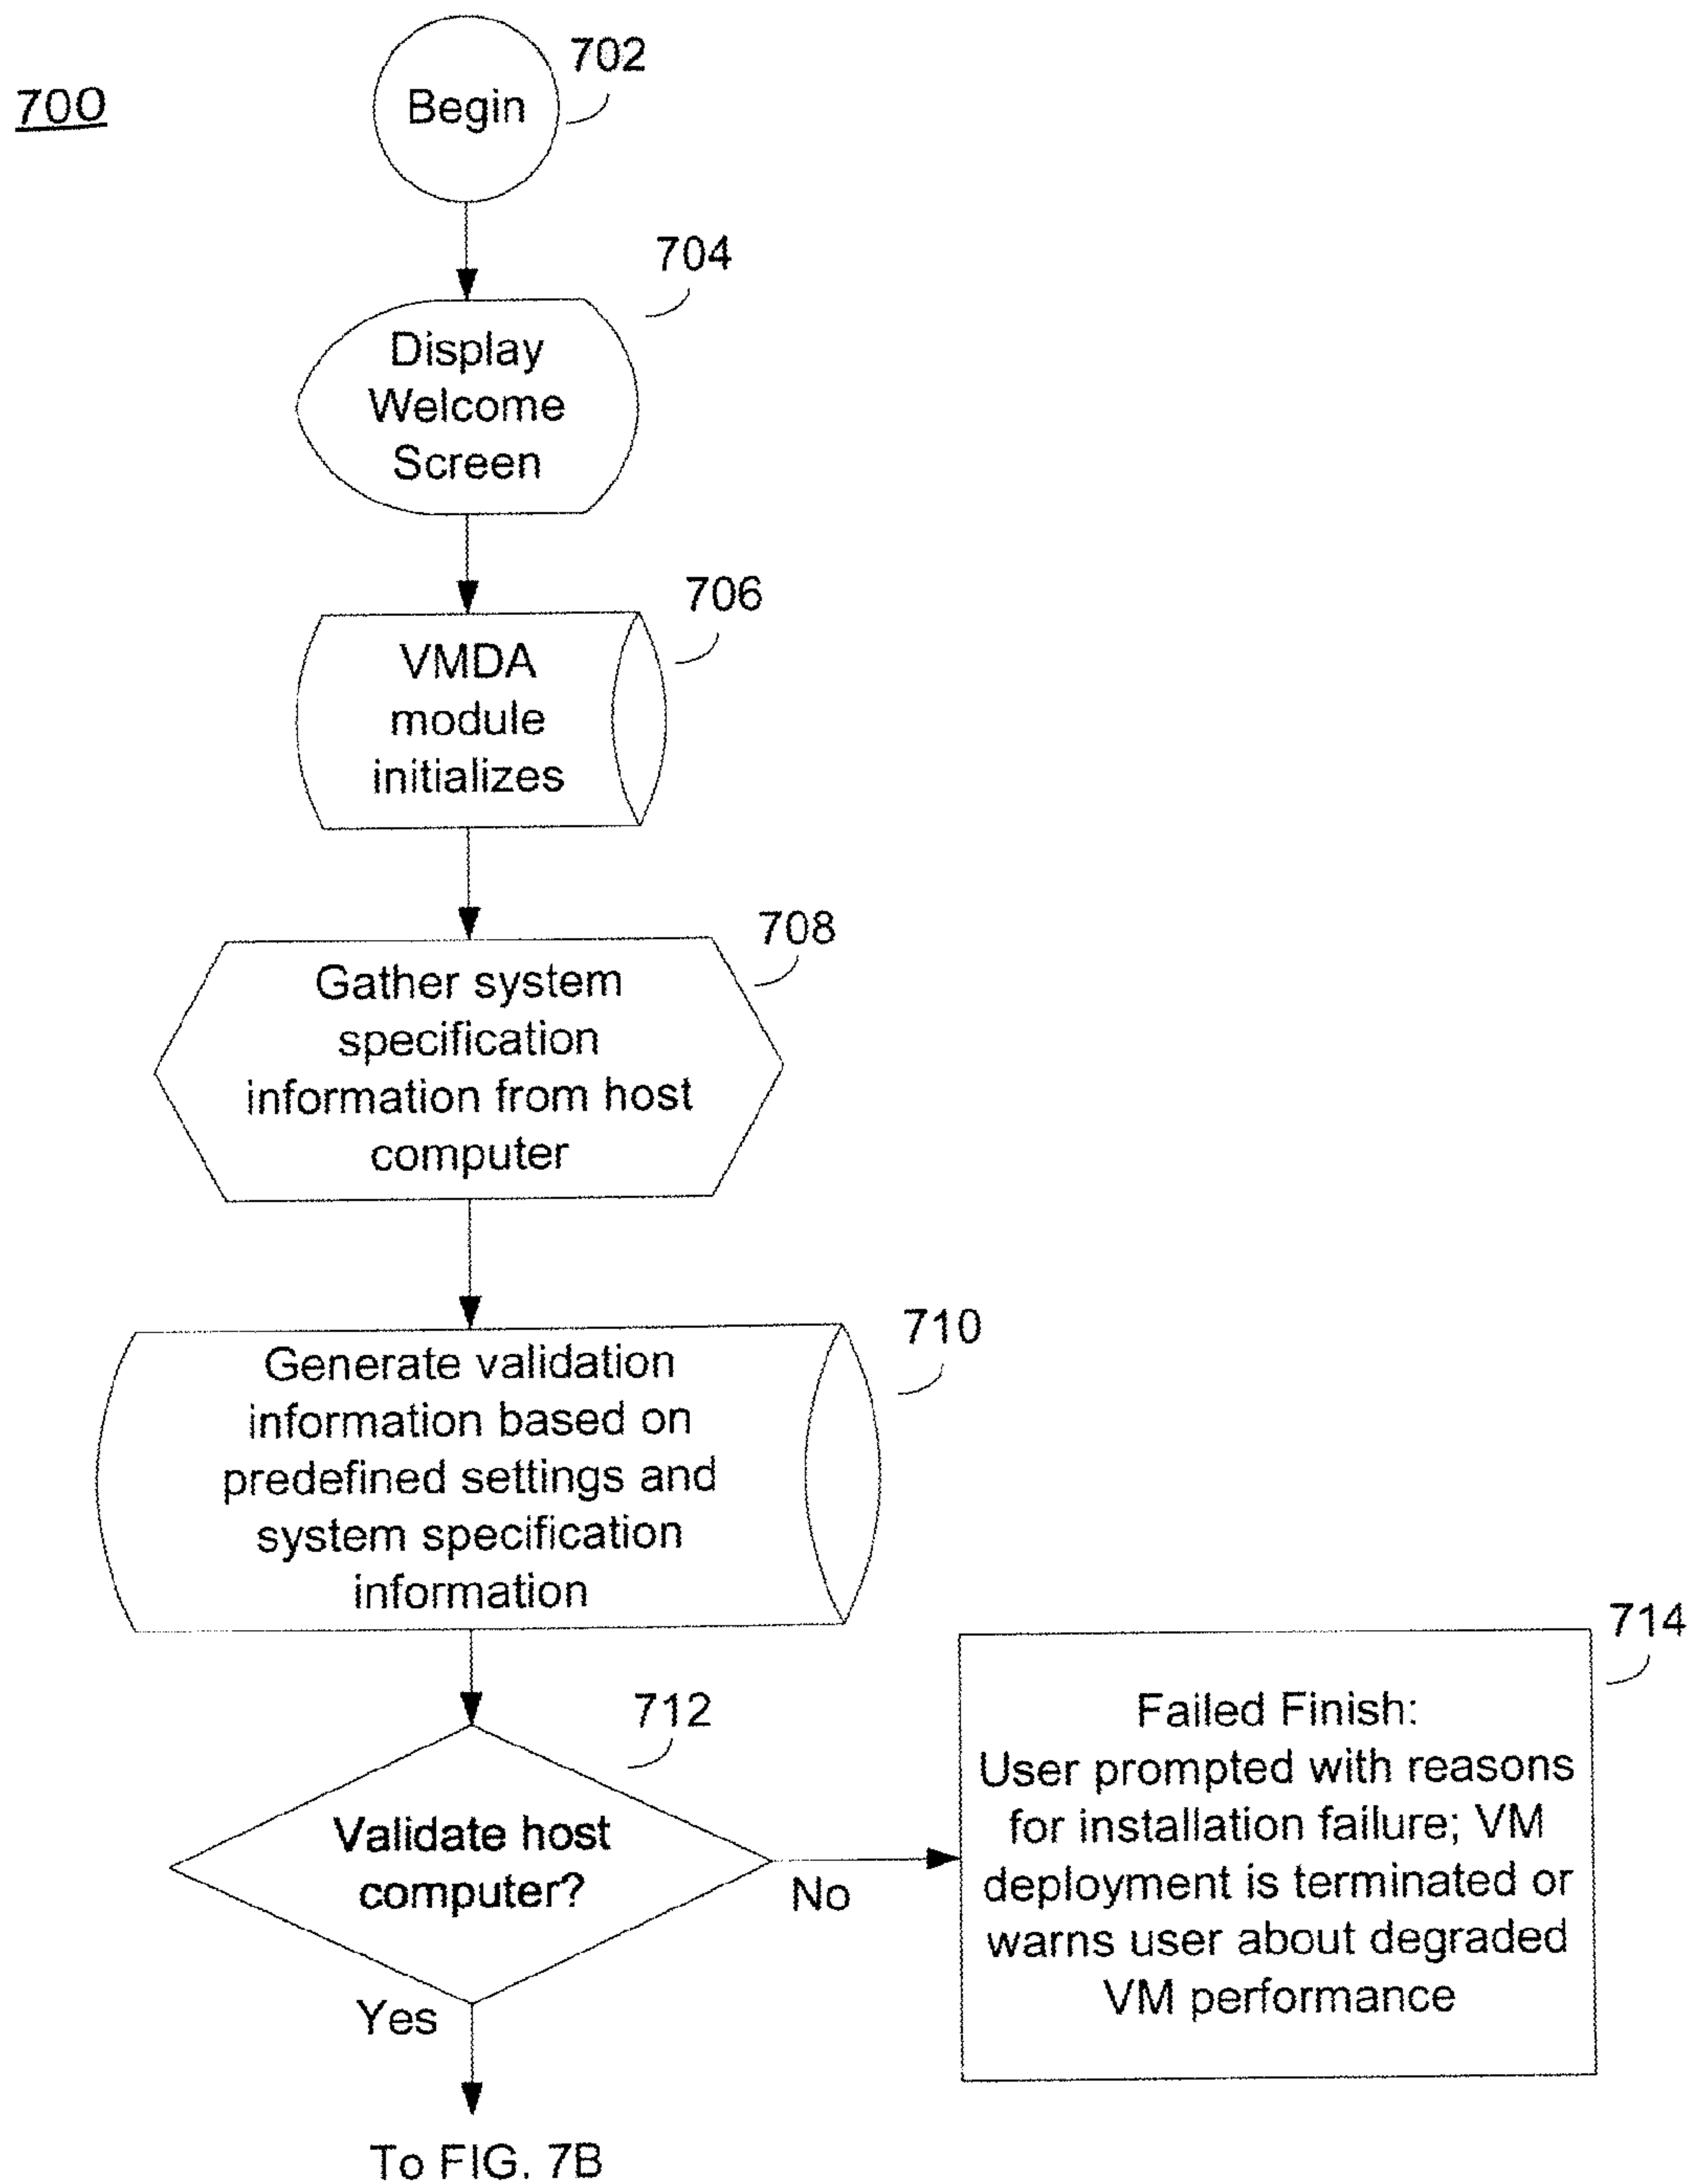 700
702
Begin
704
Display
Welcome
Screen
706
VMDA
module
initializes
708
Gather system
specification
information from host
computer
710
Generate validation
information based on
predefined settings and
system specification
information
712
Validate host
computer?
No
Yes
714
Failed Finish:
User prompted with reasons
for installation failure; VM
deployment is terminated or
warns user about degraded
VM performance
To FIG. 7B